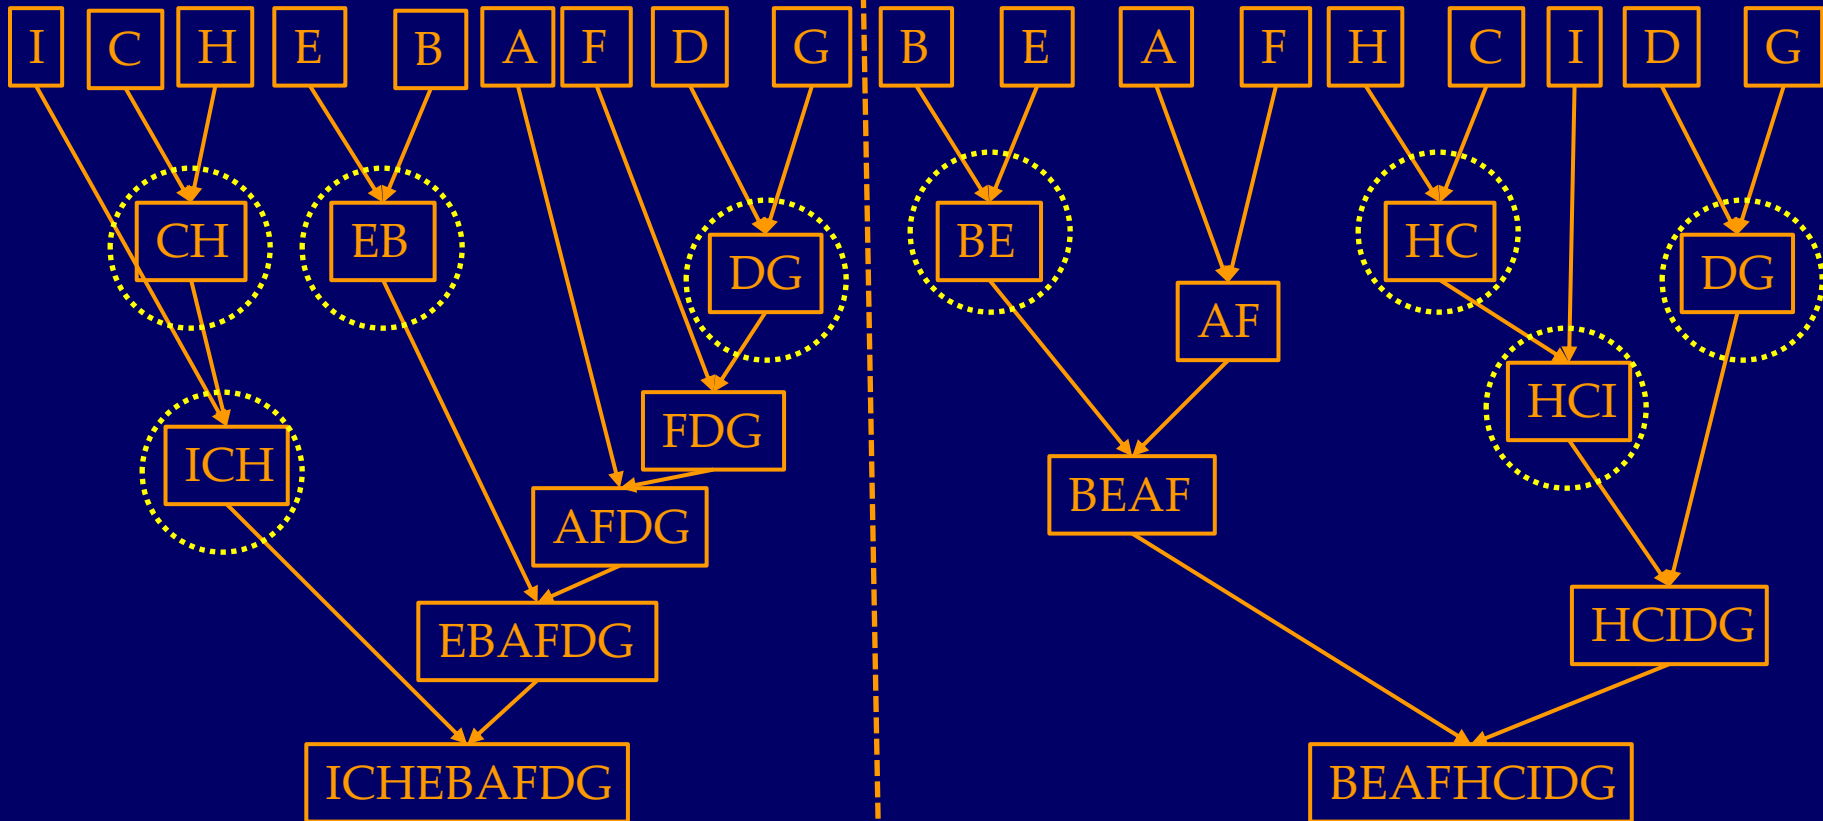 I C H E B A F D G
CH EB DG
FDG
ICH
AFDG
EBAFDG
ICHEBAFDG
B E A F H C I D G
BE HC DG
AF
HCI
BEAF
HCIDG
BEAFHCIDG